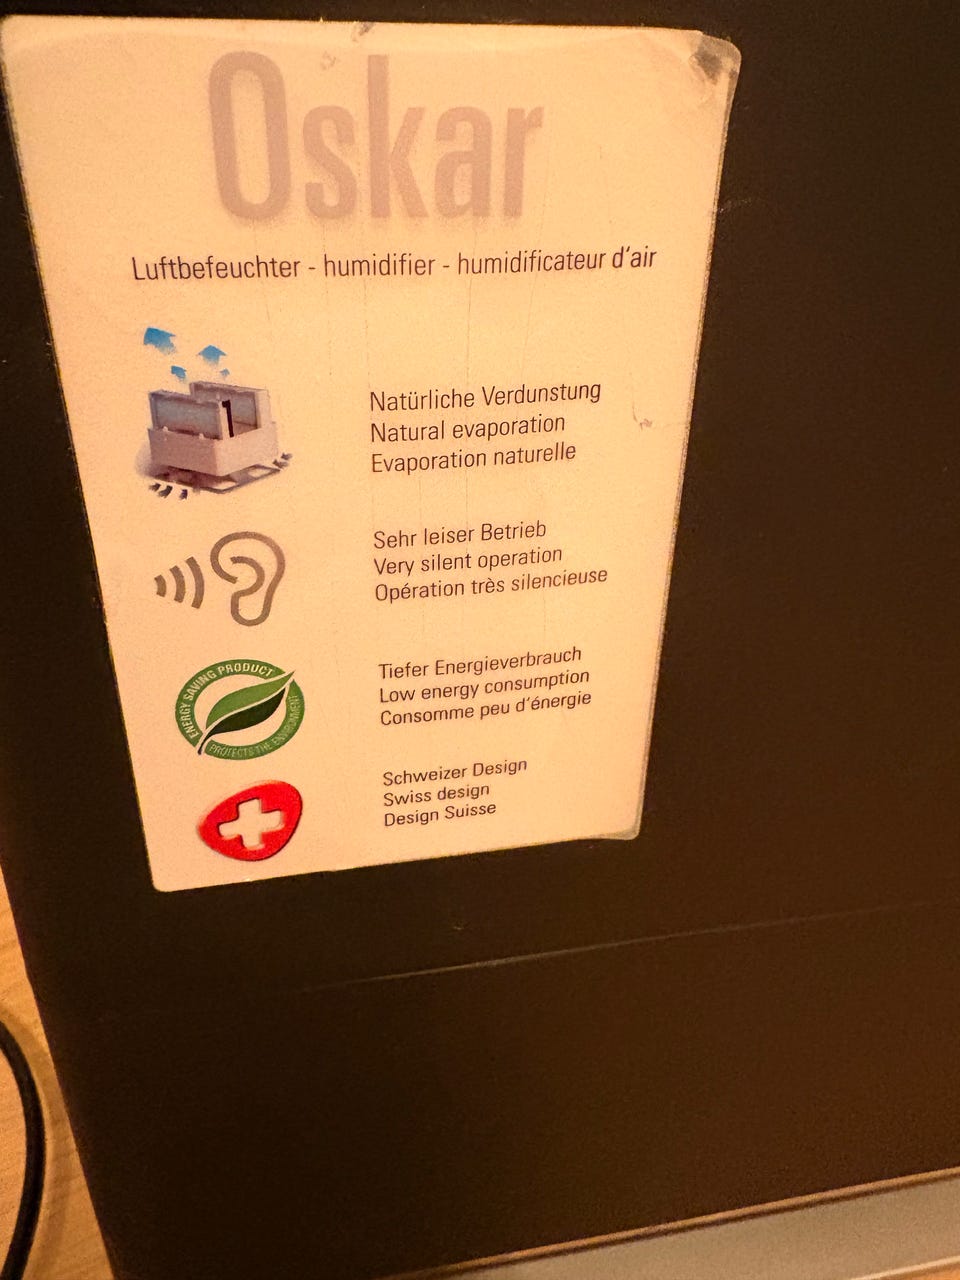 Oskar
Luftbefeuchter - humidifier - humidificateur d'air
Natürliche Verdunstung
Natural evaporation
Evaporation naturelle
Sehr leiser Betrieb
Very silent operation
Opération très silencieuse
ENERGY SAVING PRODUCT
PROTECTS THE ENVIRONMENT
Tiefer Energieverbrauch
Low energy consumption
Consomme peu d'énergie
Schweizer Design
Swiss design
Design Suisse